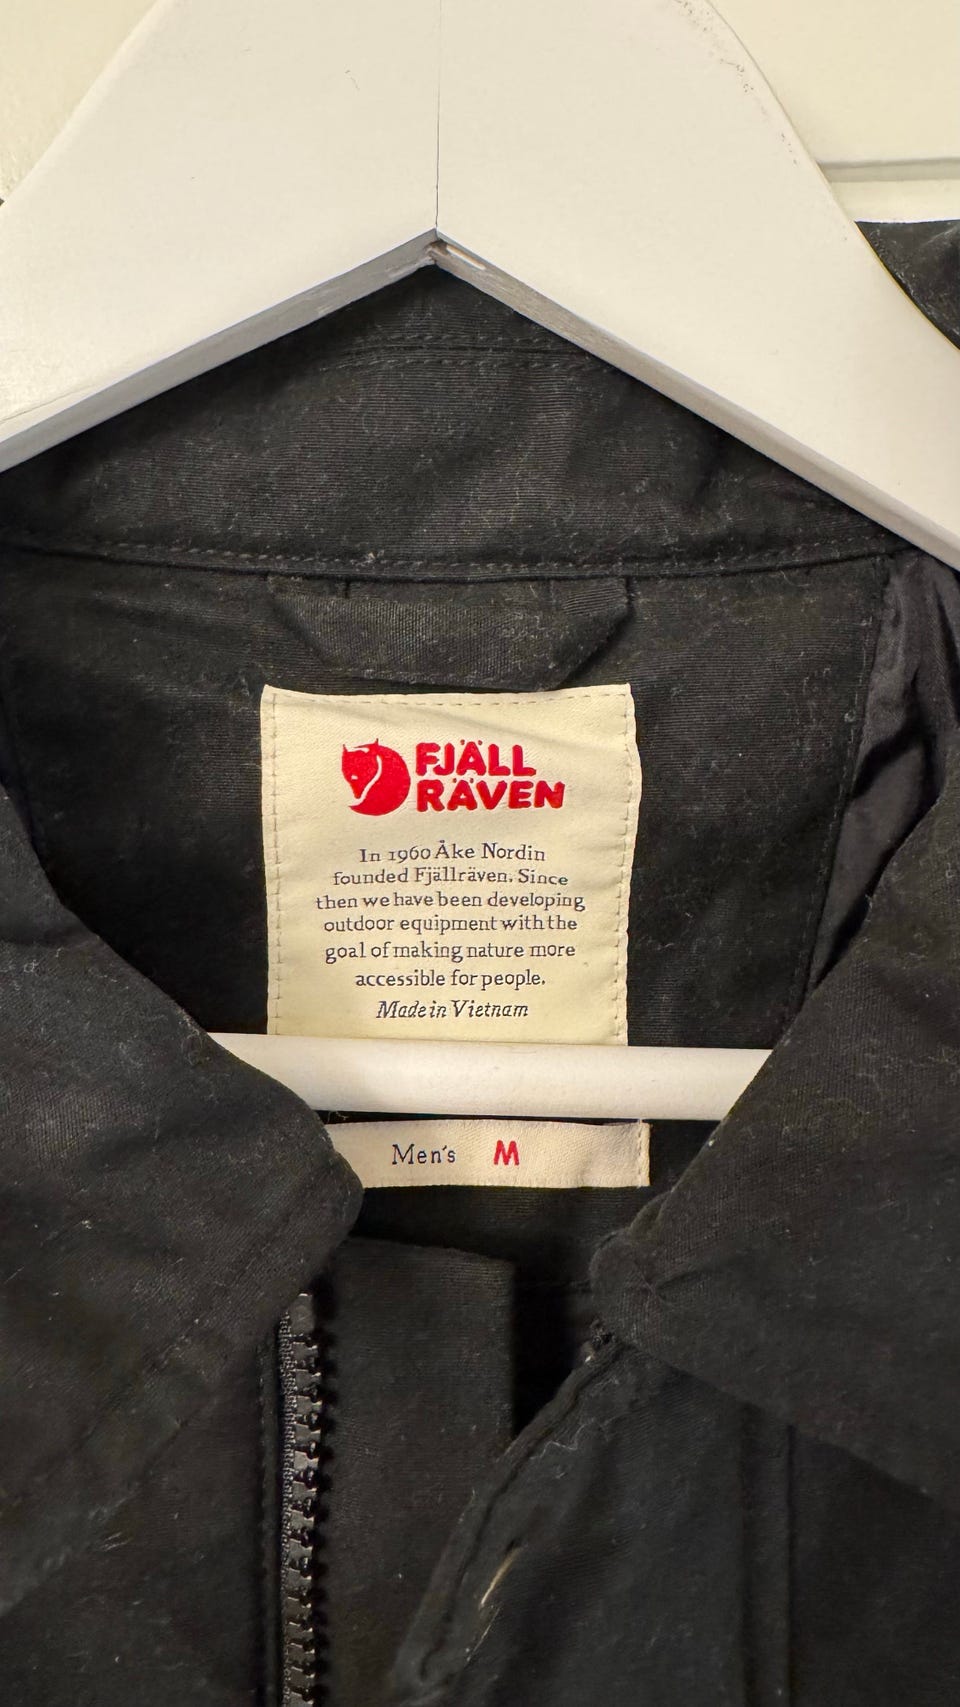 FJÄLL
RÄVEN
In 1960 Åke Nordin
founded Fjällräven. Since
then we have been developing
outdoor equipment with the
goal of making nature more
accessible for people.
Made in Vietnam
Men's M